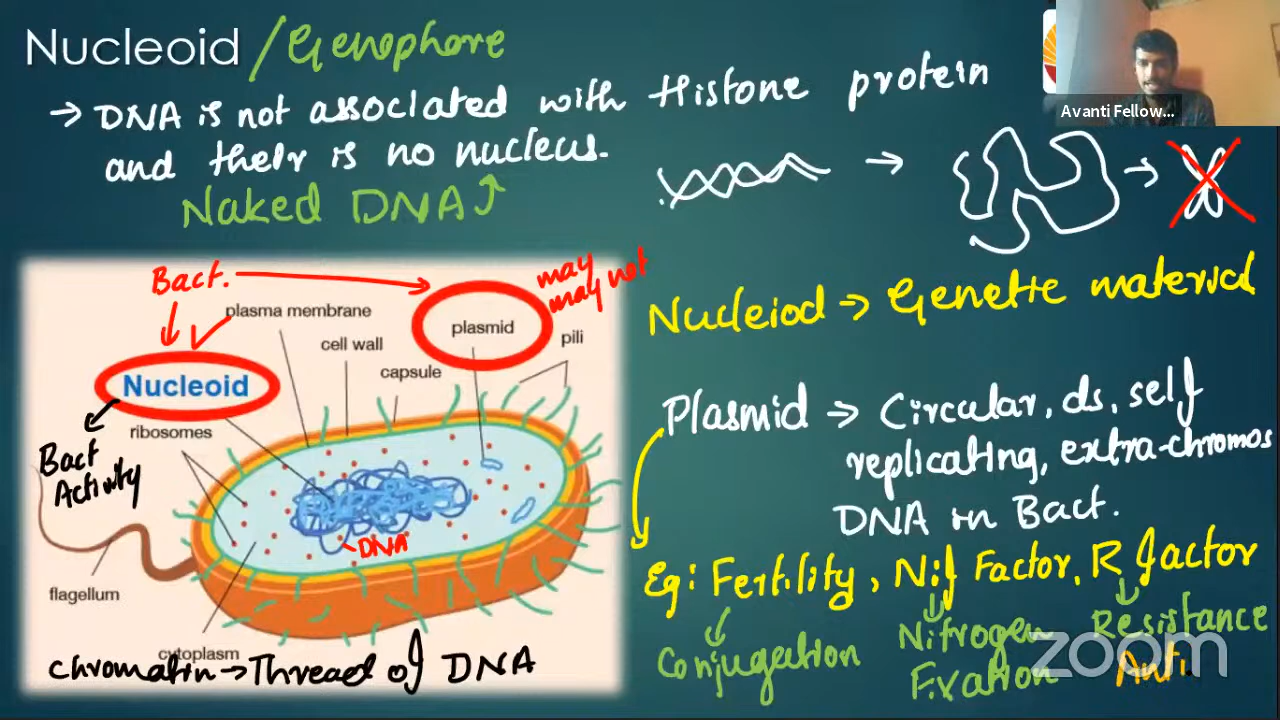 Nucleoid / Genophore
Avanti Fellow...
→ DNA is not associated with Histone protein
and their is no nucleus.
Naked DNA
Bact.
may
may not
plasma membrane
plasmid
pili
cell wall
capsule
Nucleoid
ribosomes
Bact
Activity
DNA
flagellum
cytoplasm
chromatin → Thread of DNA
Nucleiod → Genetic material
Plasmid → Circular, ds, self
replicating, extra-chromos
DNA in Bact.
Eg: Fertility, Nif Factor, R factor
Conjugation
Nitrogen
Fixation
Resistance
Anti
zoom